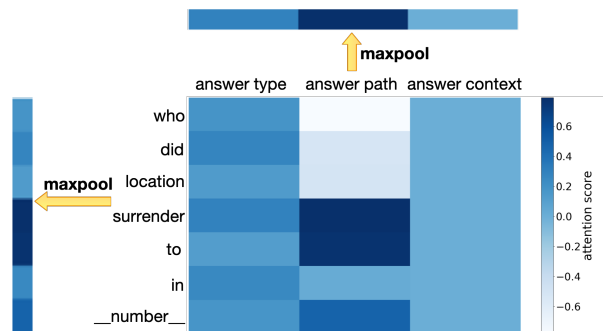 maxpool
answer type answer path answer context
who
did
location
surrender
to
in
__number__
maxpool
0.6
0.4
0.2
0.0
−0.2
−0.4
−0.6
attention score